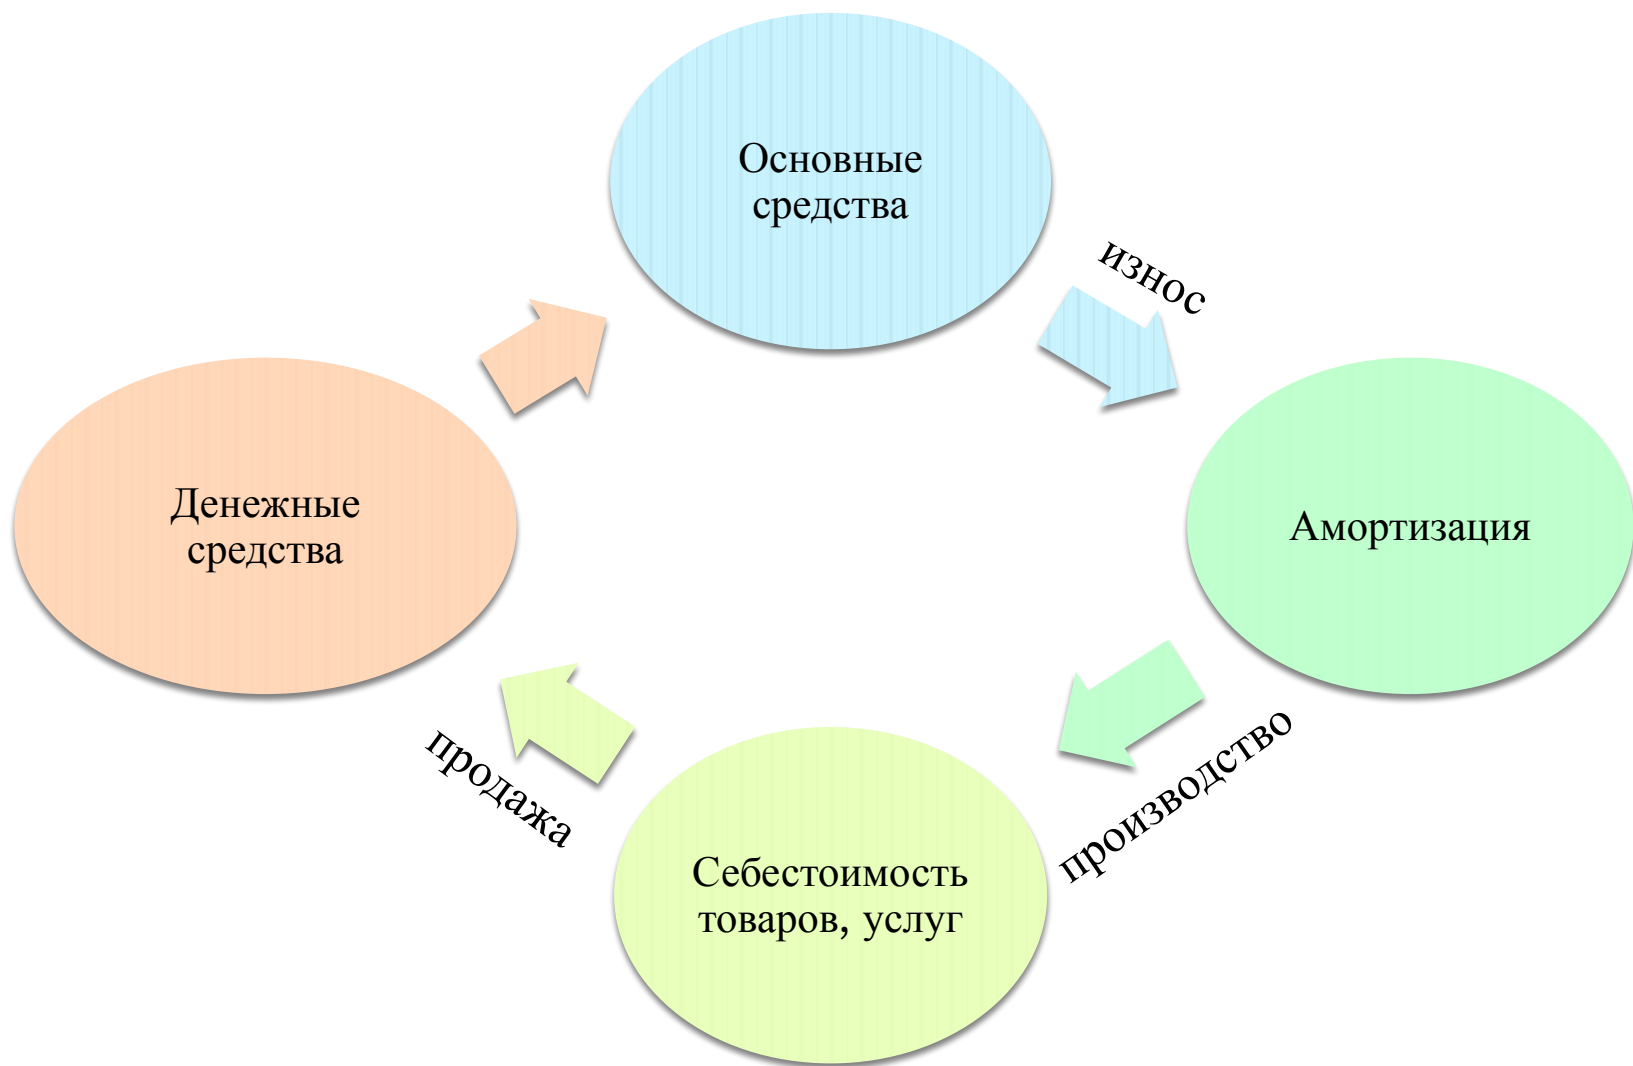 Основные
средства
износ
Денежные
средства
Амортизация
продажа
производство
Себестоимость
товаров, услуг